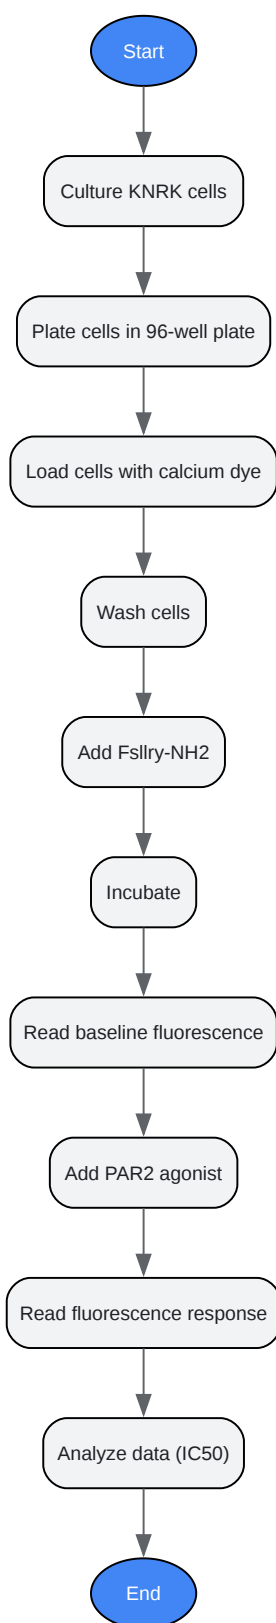 Start
Culture KNRK cells
Plate cells in 96-well plate
Load cells with calcium dye
Wash cells
Add Fsllry-NH2
Incubate
Read baseline fluorescence
Add PAR2 agonist
Read fluorescence response
Analyze data (IC50)
End